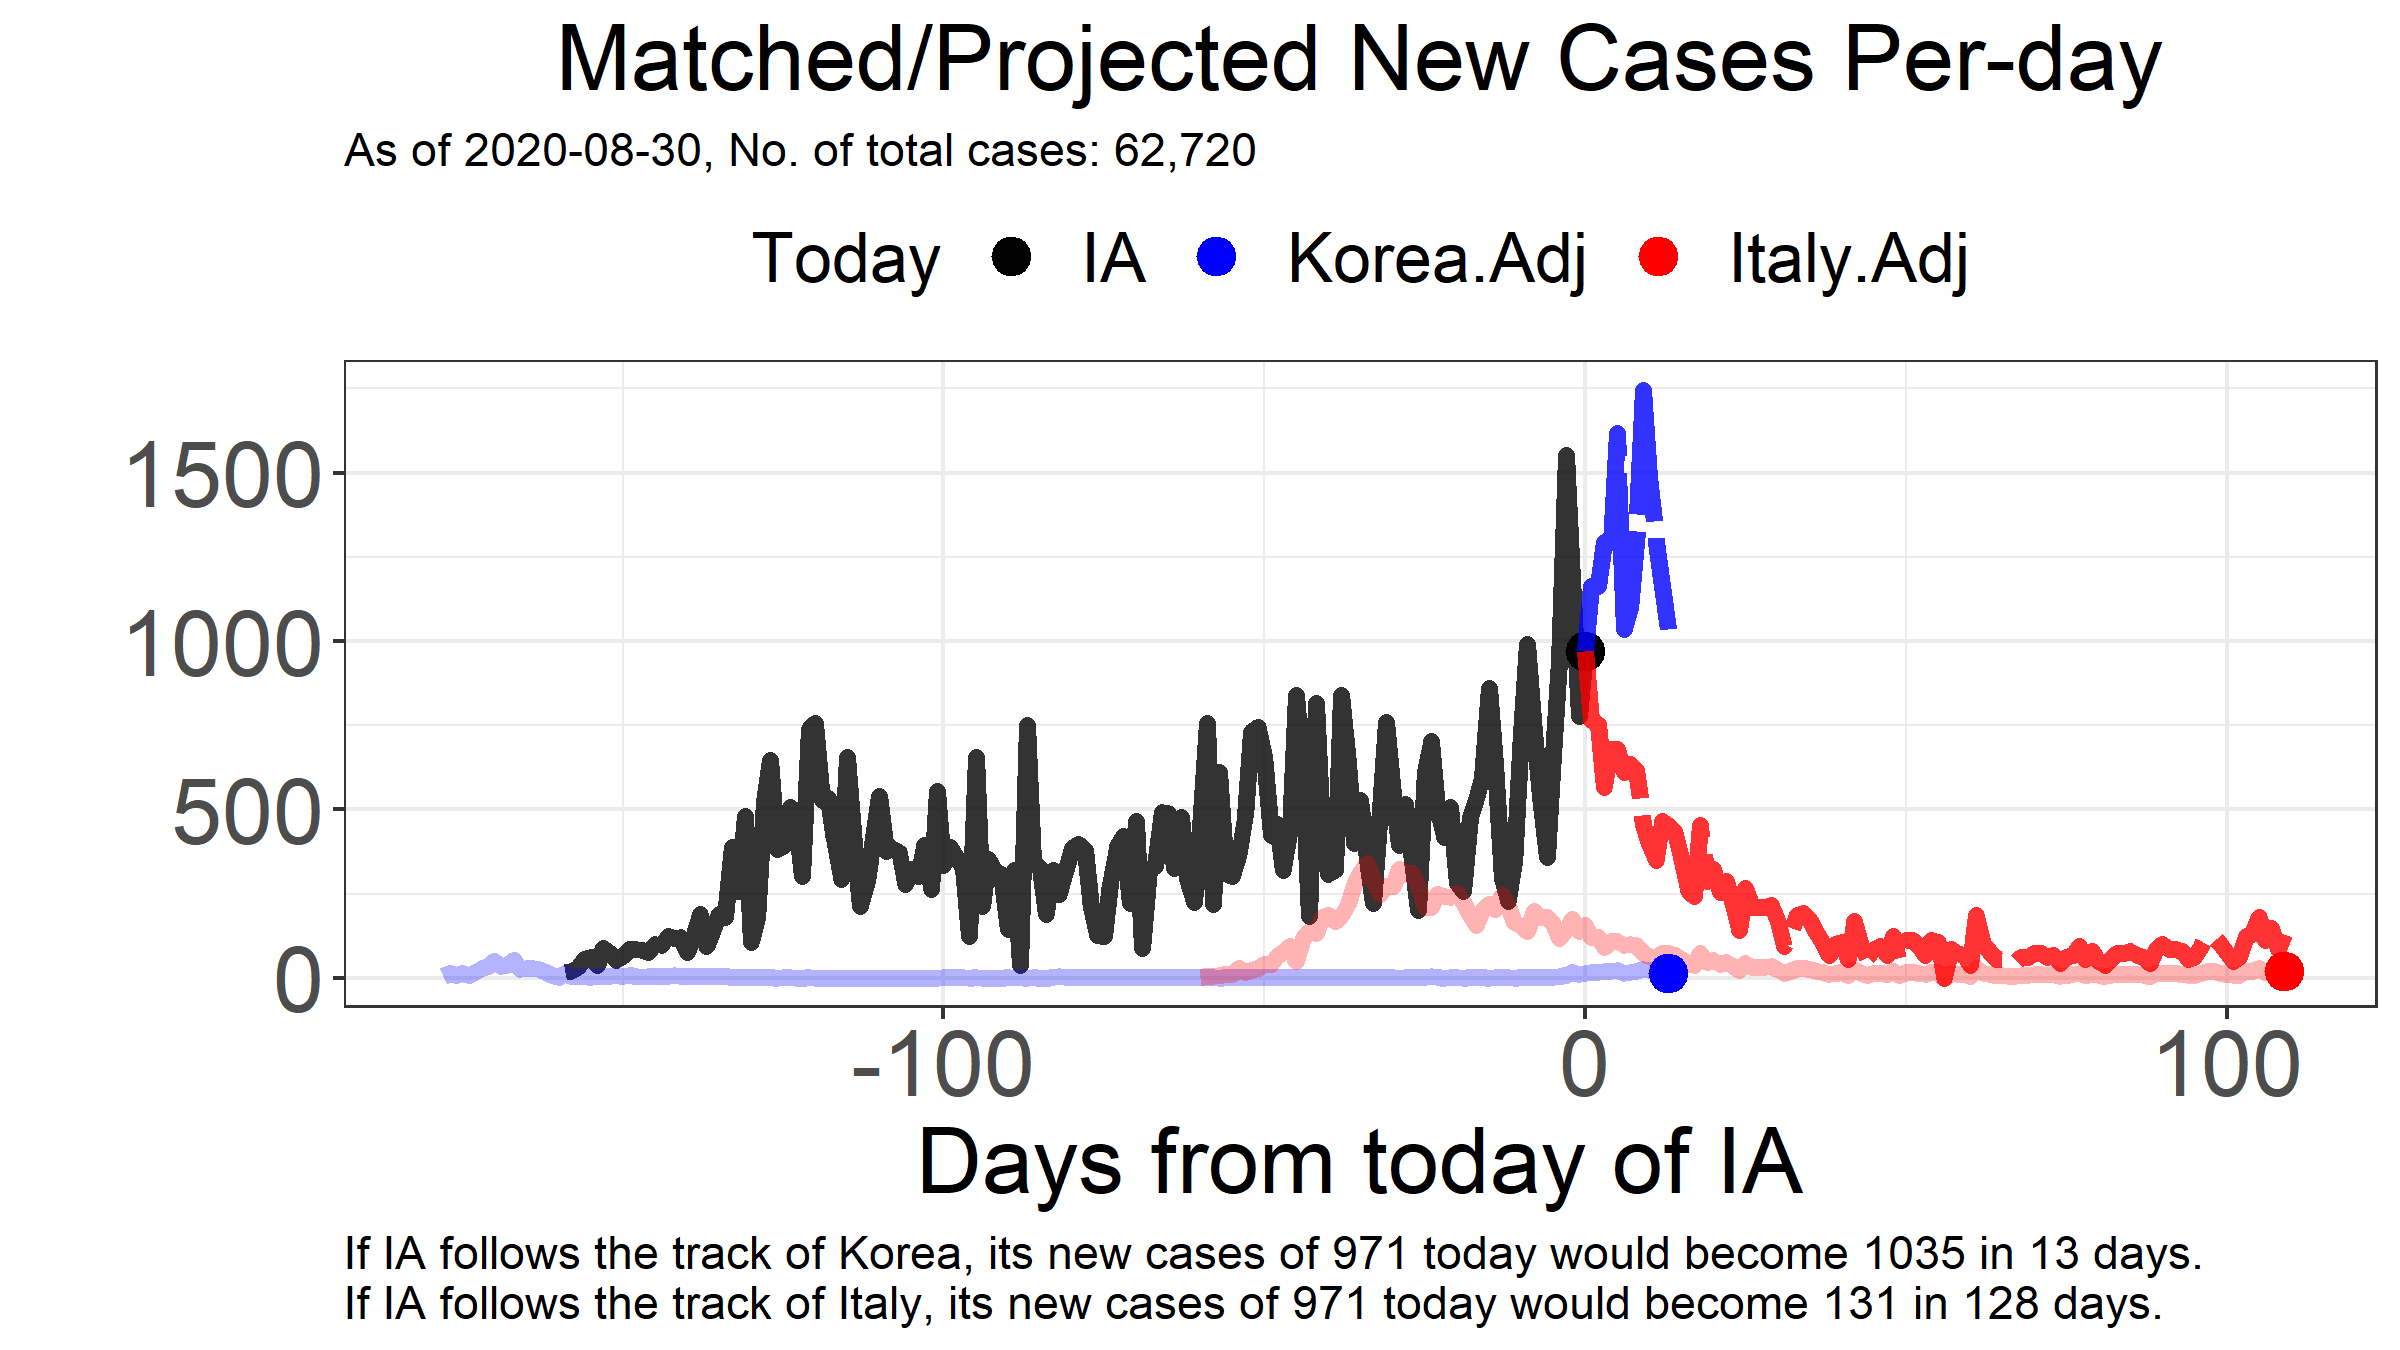 Matched/Projected New Cases Per-day
As of 2020-08-30, No. of total cases: 62,720
Today IA Korea.Adj Italy.Adj
1500
1000
500
0
-100 0 100
Days from today of IA
If IA follows the track of Korea, its new cases of 971 today would become 1035 in 13 days.
If IA follows the track of Italy, its new cases of 971 today would become 131 in 128 days.